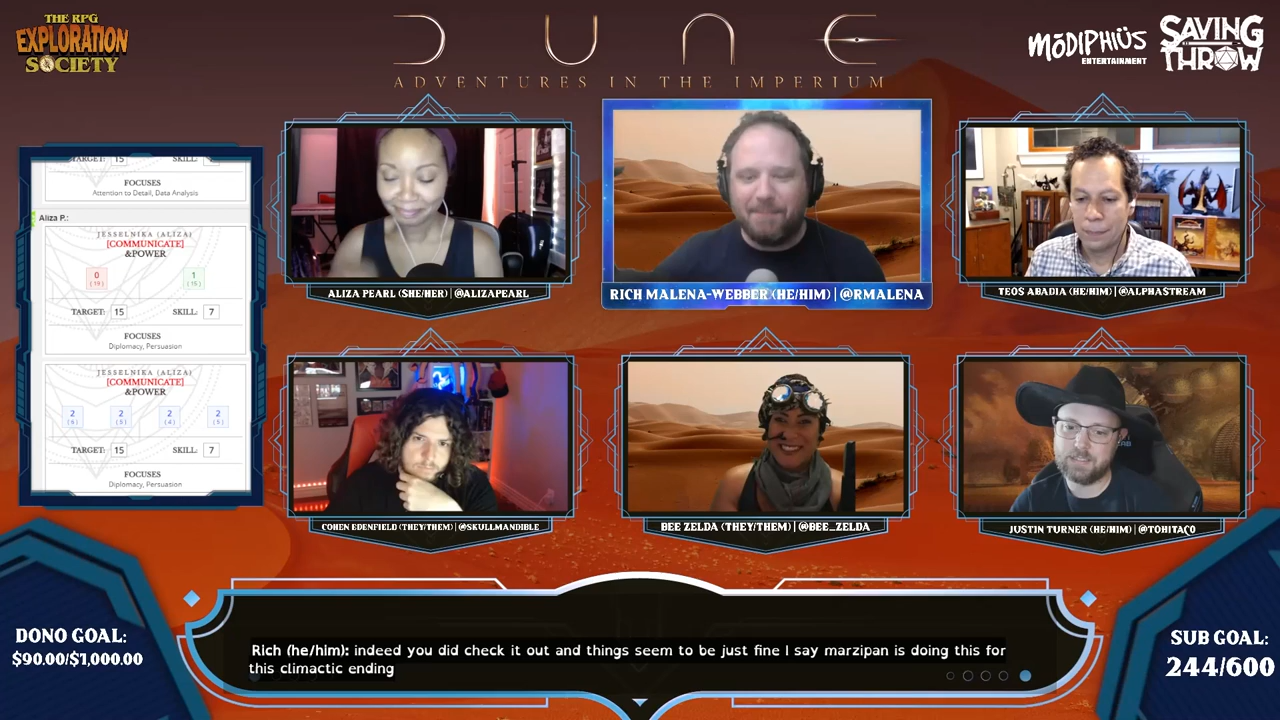 THE RPG
EXPLORATION
SOCIETY
DUNE
ADVENTURES IN THE IMPERIUM
MŌDIPHIÜS
ENTERTAINMENT
SAVING
THROW
TARGET: 15 SKILL:
FOCUSES
Attention to Detail, Data Analysis
Aliza P.:
JESSELNIKA (ALIZA)
[COMMUNICATE]
&POWER
0 1
TARGET: 15 SKILL: 7
FOCUSES
Diplomacy, Persuasion
JESSELNIKA (ALIZA)
[COMMUNICATE]
&POWER
2 2 2 2
(6) (5) (4) (5)
TARGET: 15 SKILL: 7
FOCUSES
Diplomacy, Persuasion
ALIZA PEARL (SHE/HER) | @ALIZAPEARL
RICH MALENA-WEBBER (HE/HIM) | @RMALENA
TEOS ABADIA (HE/HIM) | @ALPHASTREAM
COHEN EDENFIELD (THEY/THEM) | @SKULLMANDIBLE
BEE ZELDA (THEY/THEM) | @BEE_ZELDA
JUSTIN TURNER (HE/HIM) | @TOHITACO
DONO GOAL:
$90.00/$1,000.00
Rich (he/him): indeed you did check it out and things seem to be just fine I say marzipan is doing this for
this climactic ending
SUB GOAL:
244/600